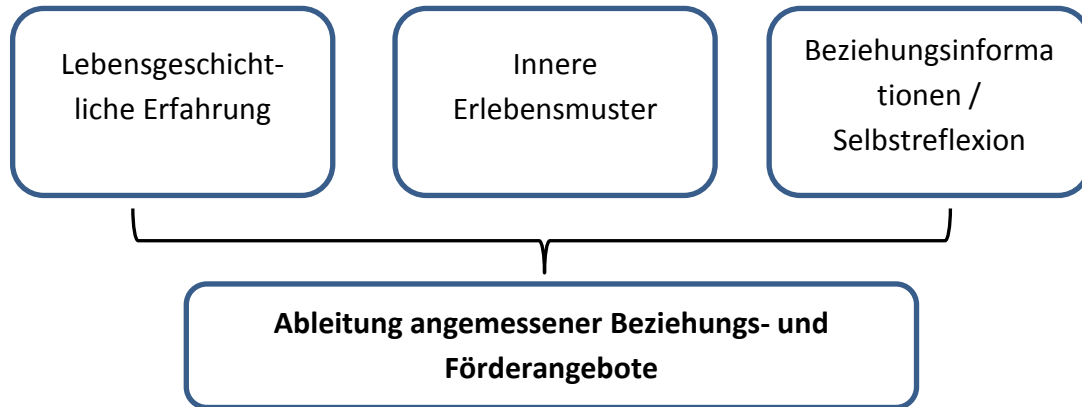 Lebensgeschicht-
liche Erfahrung
Innere
Erlebensmuster
Beziehungsinforma
tionen /
Selbstreflexion
Ableitung angemessener Beziehungs- und
Förderangebote